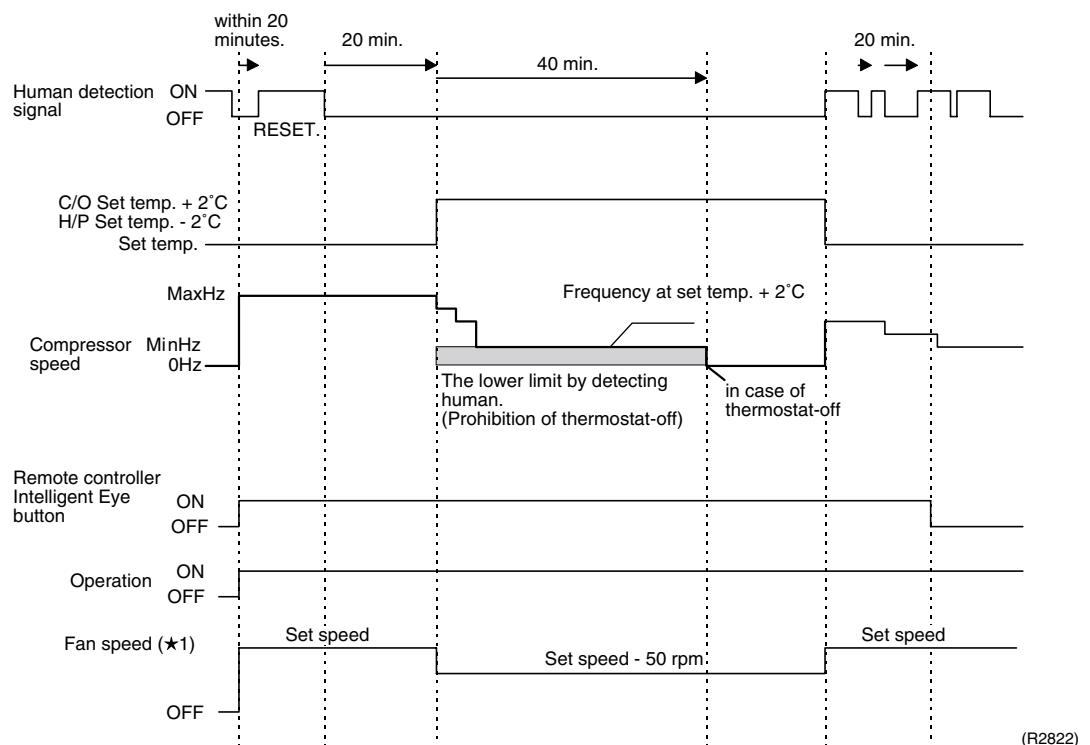 within 20
minutes.
20 min.
40 min.
20 min.
Human detection
signal
ON
OFF
RESET.
C/O Set temp. + 2˚C
H/P Set temp. - 2˚C
Set temp.
MaxHz
Frequency at set temp. + 2˚C
Compressor
speed
MinHz
0Hz
The lower limit by detecting
human.
(Prohibition of thermostat-off)
in case of
thermostat-off
Remote controller
Intelligent Eye
button
ON
OFF
Operation
ON
OFF
Fan speed (★1)
Set speed
Set speed - 50 rpm
Set speed
OFF
(R2822)